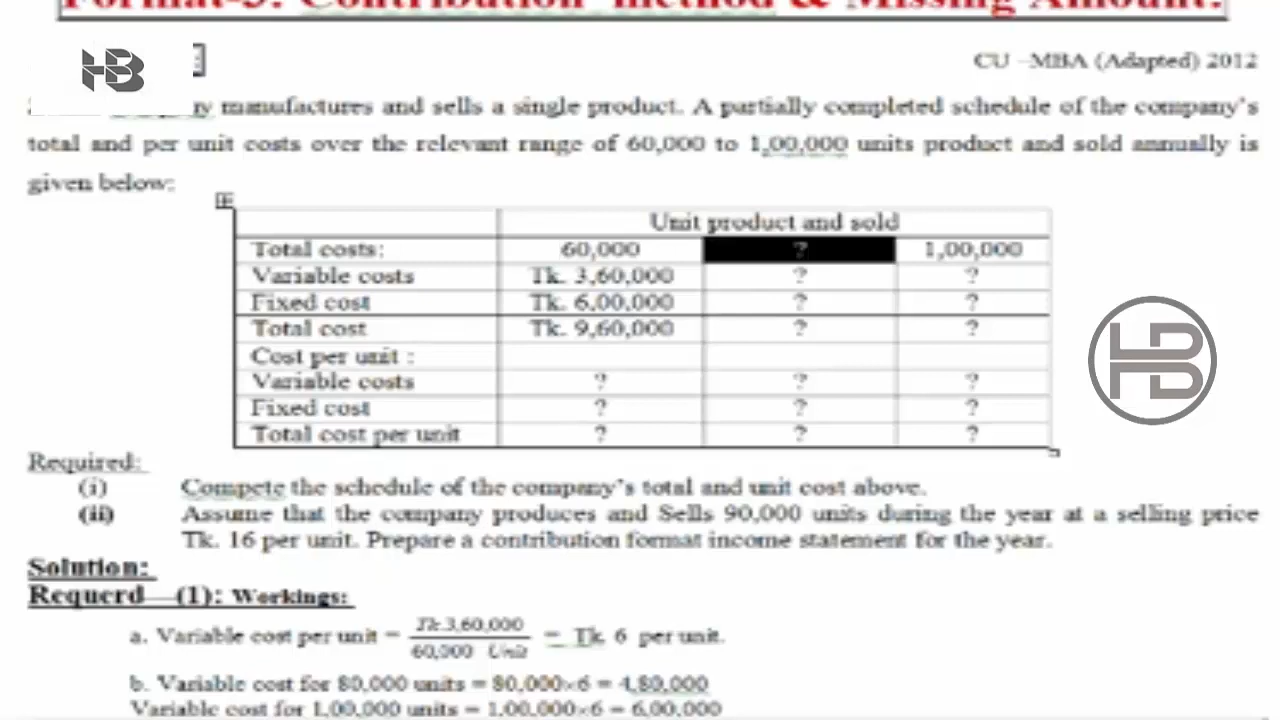 Format-3: Contribution method & Missing Amount:
HB
CU –MBA (Adapted) 2012
manufactures and sells a single product. A partially completed schedule of the company's
total and per unit costs over the relevant range of 60,000 to 1,00,000 units product and sold annually is
given below:
Unit product and sold
Total costs: 60,000 ? 1,00,000
Variable costs Tk. 3,60,000 ? ?
Fixed cost Tk. 6,00,000 ? ?
Total cost Tk. 9,60,000 ? ?
Cost per unit :
Variable costs ? ? ?
Fixed cost ? ? ?
Total cost per unit ? ? ?
HB
Required:
(i) Compete the schedule of the company's total and unit cost above.
(ii) Assume that the company produces and Sells 90,000 units during the year at a selling price
Tk. 16 per unit. Prepare a contribution format income statement for the year.
Solution:
Requerd (1): Workings:
a. Variable cost per unit = Tk 3,60,000 / 60,000 Unit = Tk. 6 per unit.
b. Variable cost for 80,000 units = 80,000×6 = 4,80,000
Variable cost for 1,00,000 units = 1,00,000×6 = 6,00,000